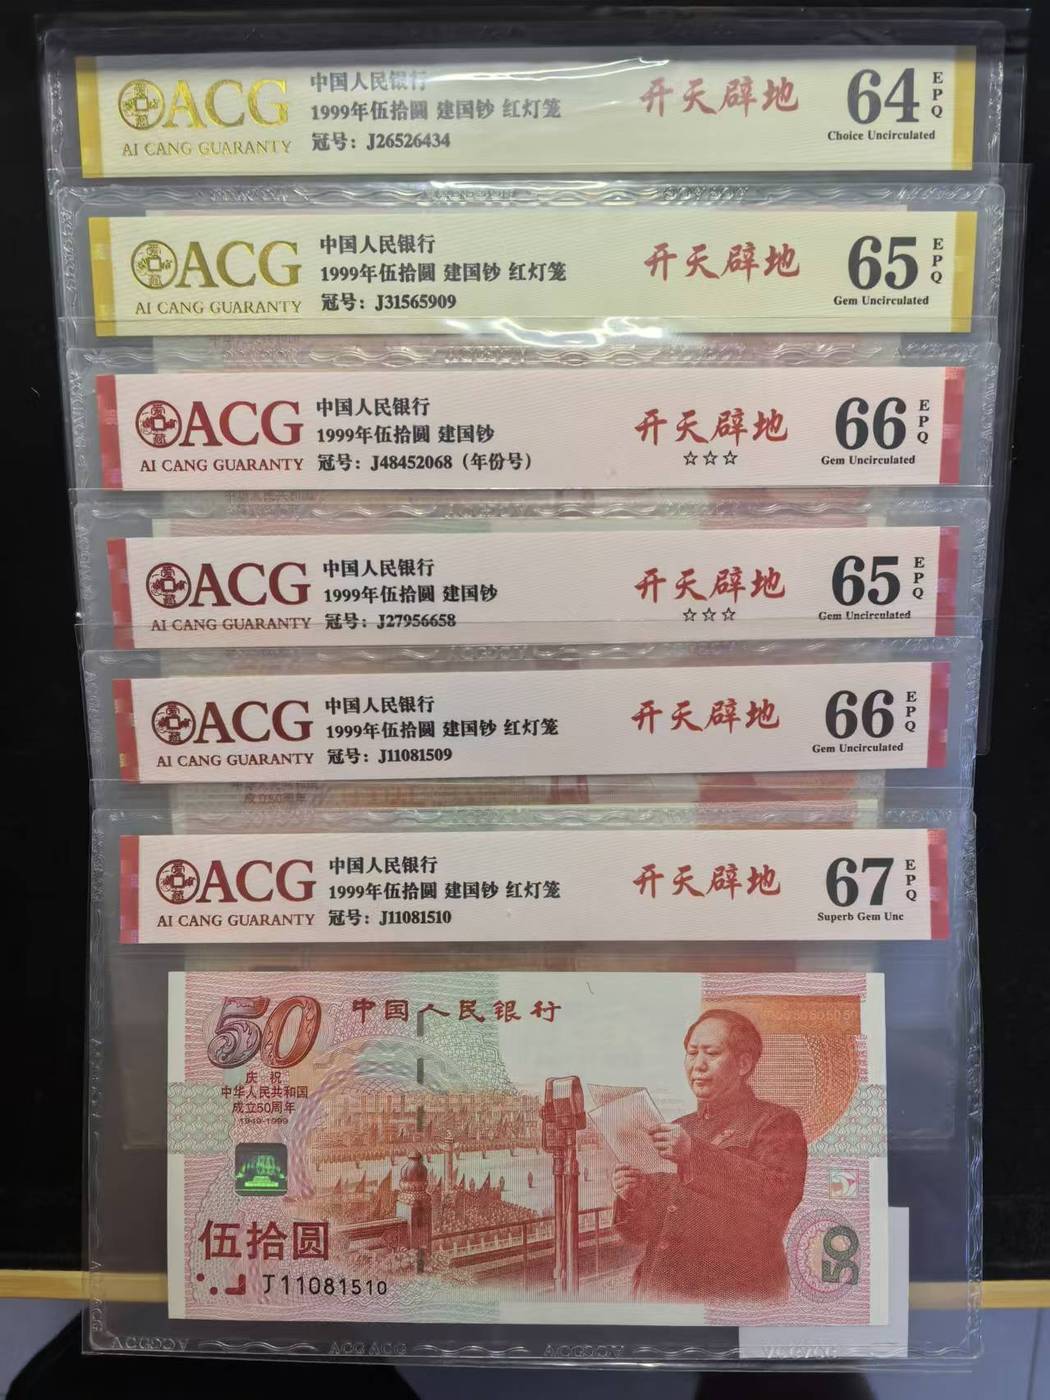 ACG
AI CANG GUARANTY
中国人民银行
1999年伍拾圆 建国钞 红灯笼
冠号：J26526434
开天辟地
64 EPQ
Choice Uncirculated
ACG
AI CANG GUARANTY
中国人民银行
1999年伍拾圆 建国钞 红灯笼
冠号：J31565909
开天辟地
65 EPQ
Gem Uncirculated
ACG
AI CANG GUARANTY
中国人民银行
1999年伍拾圆 建国钞
冠号：J48452068（年份号）
开天辟地
☆☆☆
66 EPQ
Gem Uncirculated
ACG
AI CANG GUARANTY
中国人民银行
1999年伍拾圆 建国钞
冠号：J27956658
开天辟地
☆☆☆
65 EPQ
Gem Uncirculated
ACG
AI CANG GUARANTY
中国人民银行
1999年伍拾圆 建国钞 红灯笼
冠号：J11081509
开天辟地
66 EPQ
Gem Uncirculated
ACG
AI CANG GUARANTY
中国人民银行
1999年伍拾圆 建国钞 红灯笼
冠号：J11081510
开天辟地
67 EPQ
Superb Gem Unc
50
中国人民银行
庆祝
中华人民共和国
成立50周年
1949-1999
伍拾圆
J11081510
50